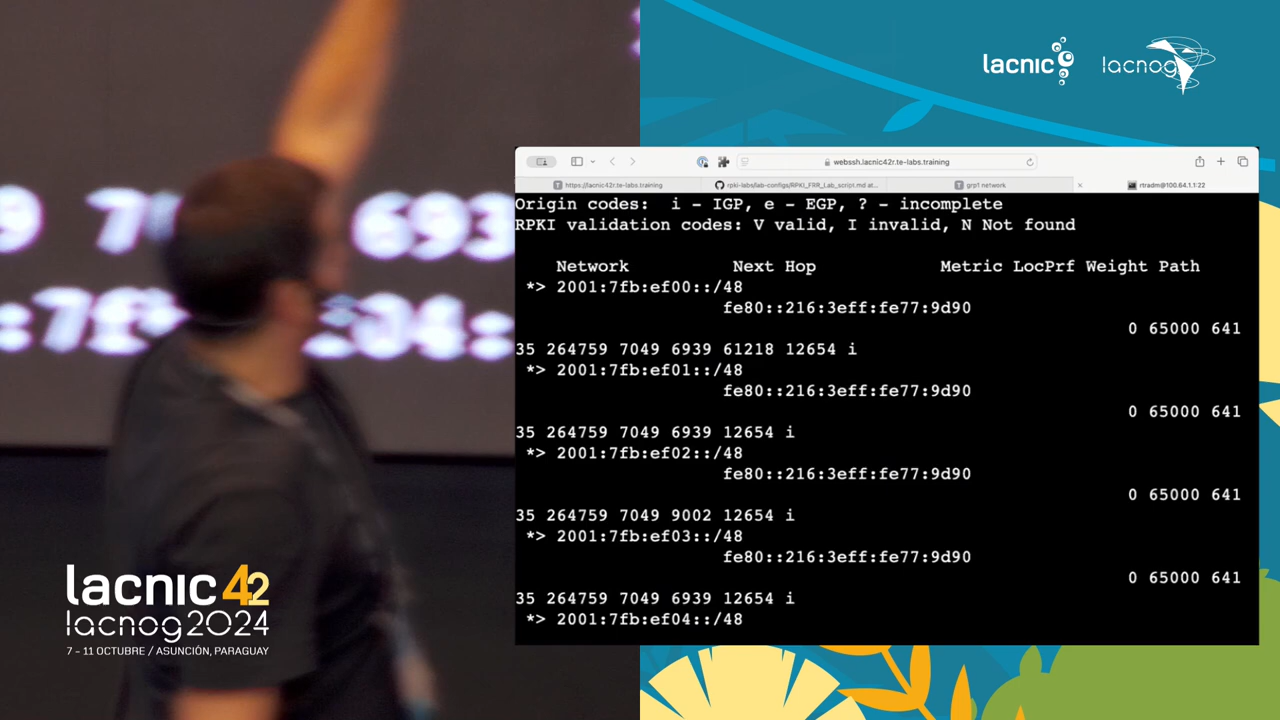 lacnic
lacnog
webssh.lacnic42r.te-labs.training
https://lacnic42r.te-labs.training
rpki-labs/lab-configs/RPKI_FRR_Lab_script.md at...
grp1 network
rtradm@100.64.1.1:22
Origin codes:  i - IGP, e - EGP, ? - incomplete
RPKI validation codes: V valid, I invalid, N Not found
Network Next Hop Metric LocPrf Weight Path
*> 2001:7fb:ef00::/48
fe80::216:3eff:fe77:9d90
0 65000 641
35 264759 7049 6939 61218 12654 i
*> 2001:7fb:ef01::/48
fe80::216:3eff:fe77:9d90
0 65000 641
35 264759 7049 6939 12654 i
*> 2001:7fb:ef02::/48
fe80::216:3eff:fe77:9d90
0 65000 641
35 264759 7049 9002 12654 i
*> 2001:7fb:ef03::/48
fe80::216:3eff:fe77:9d90
0 65000 641
35 264759 7049 6939 12654 i
*> 2001:7fb:ef04::/48
lacnic 42
lacnog2024
7 - 11 OCTUBRE / ASUNCIÓN, PARAGUAY